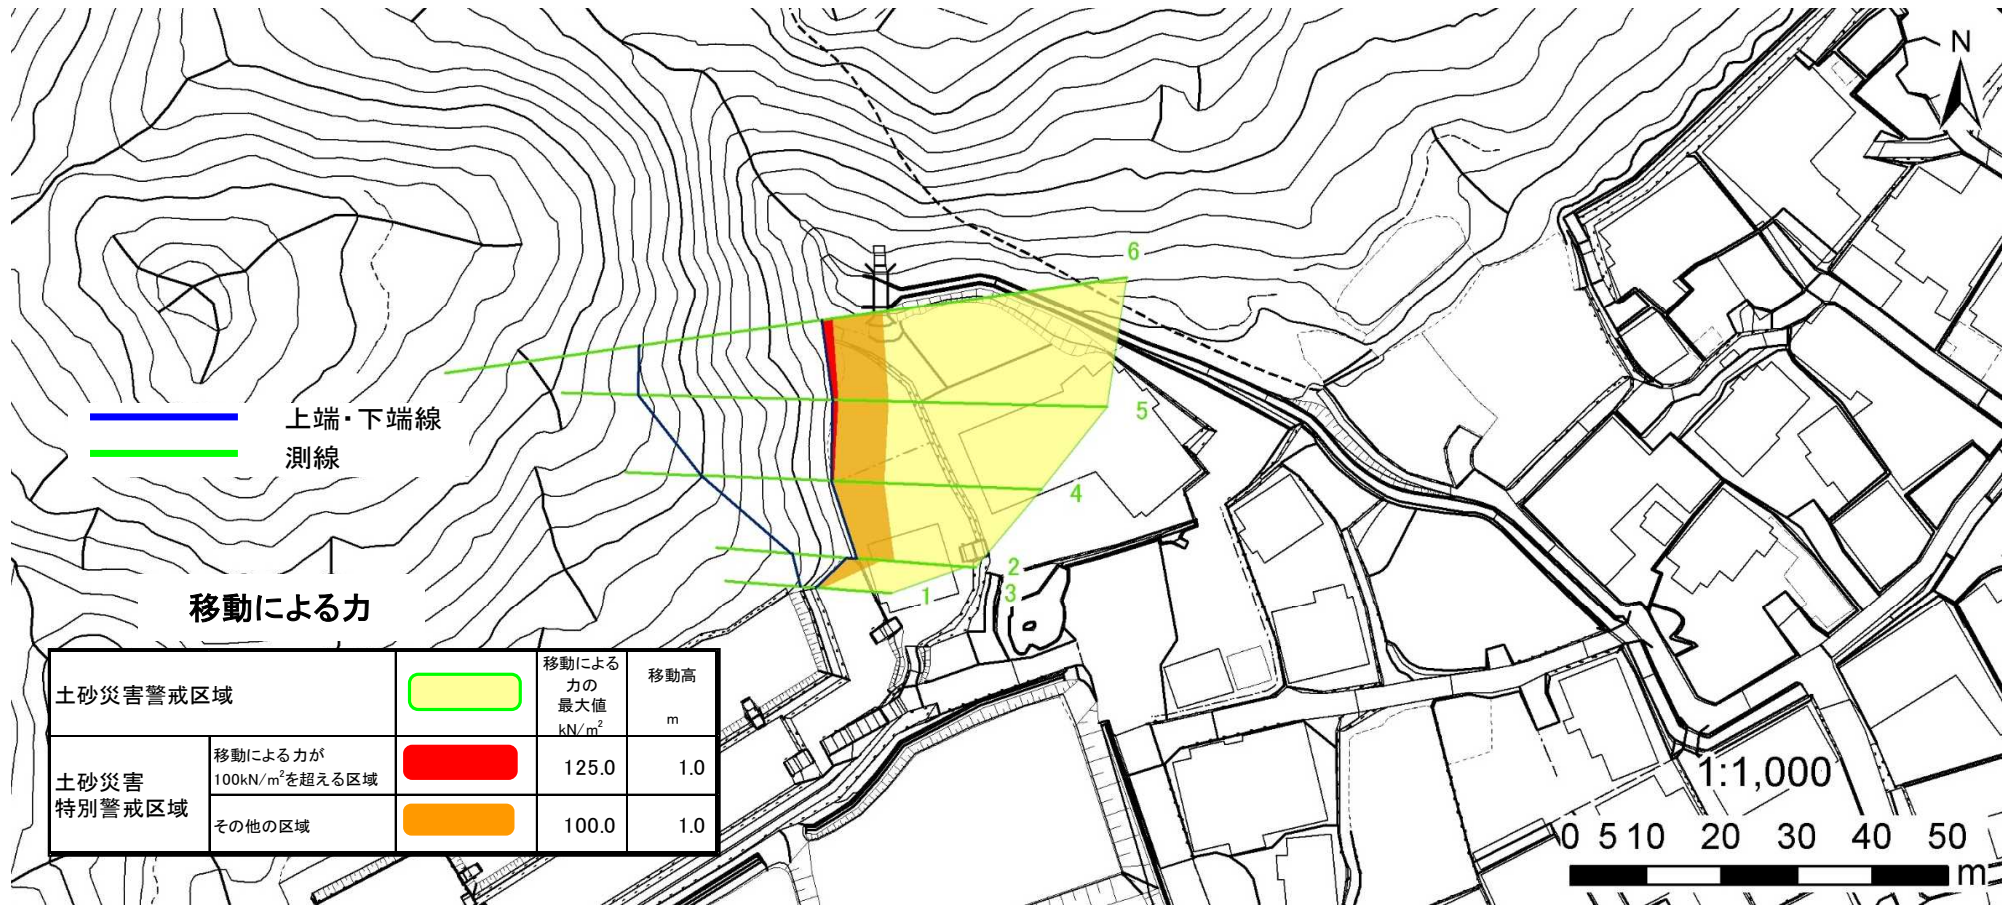 N
6
5
4
2
3
1
上端・下端線
測線
移動による力
土砂災害警戒区域
移動による
力の
最大値
kN/m²
移動高
m
土砂災害
特別警戒区域
移動による力が
100kN/m²を超える区域
125.0
1.0
その他の区域
100.0
1.0
1:1,000
0 5 10 20 30 40 50
m